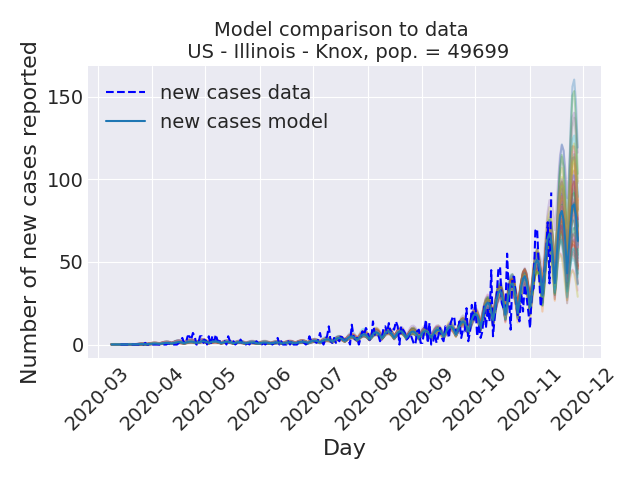 Model comparison to data
US - Illinois - Knox, pop. = 49699
new cases data
new cases model
Number of new cases reported
150
100
50
0
2020-03
2020-04
2020-05
2020-06
2020-07
2020-08
2020-09
2020-10
2020-11
2020-12
Day